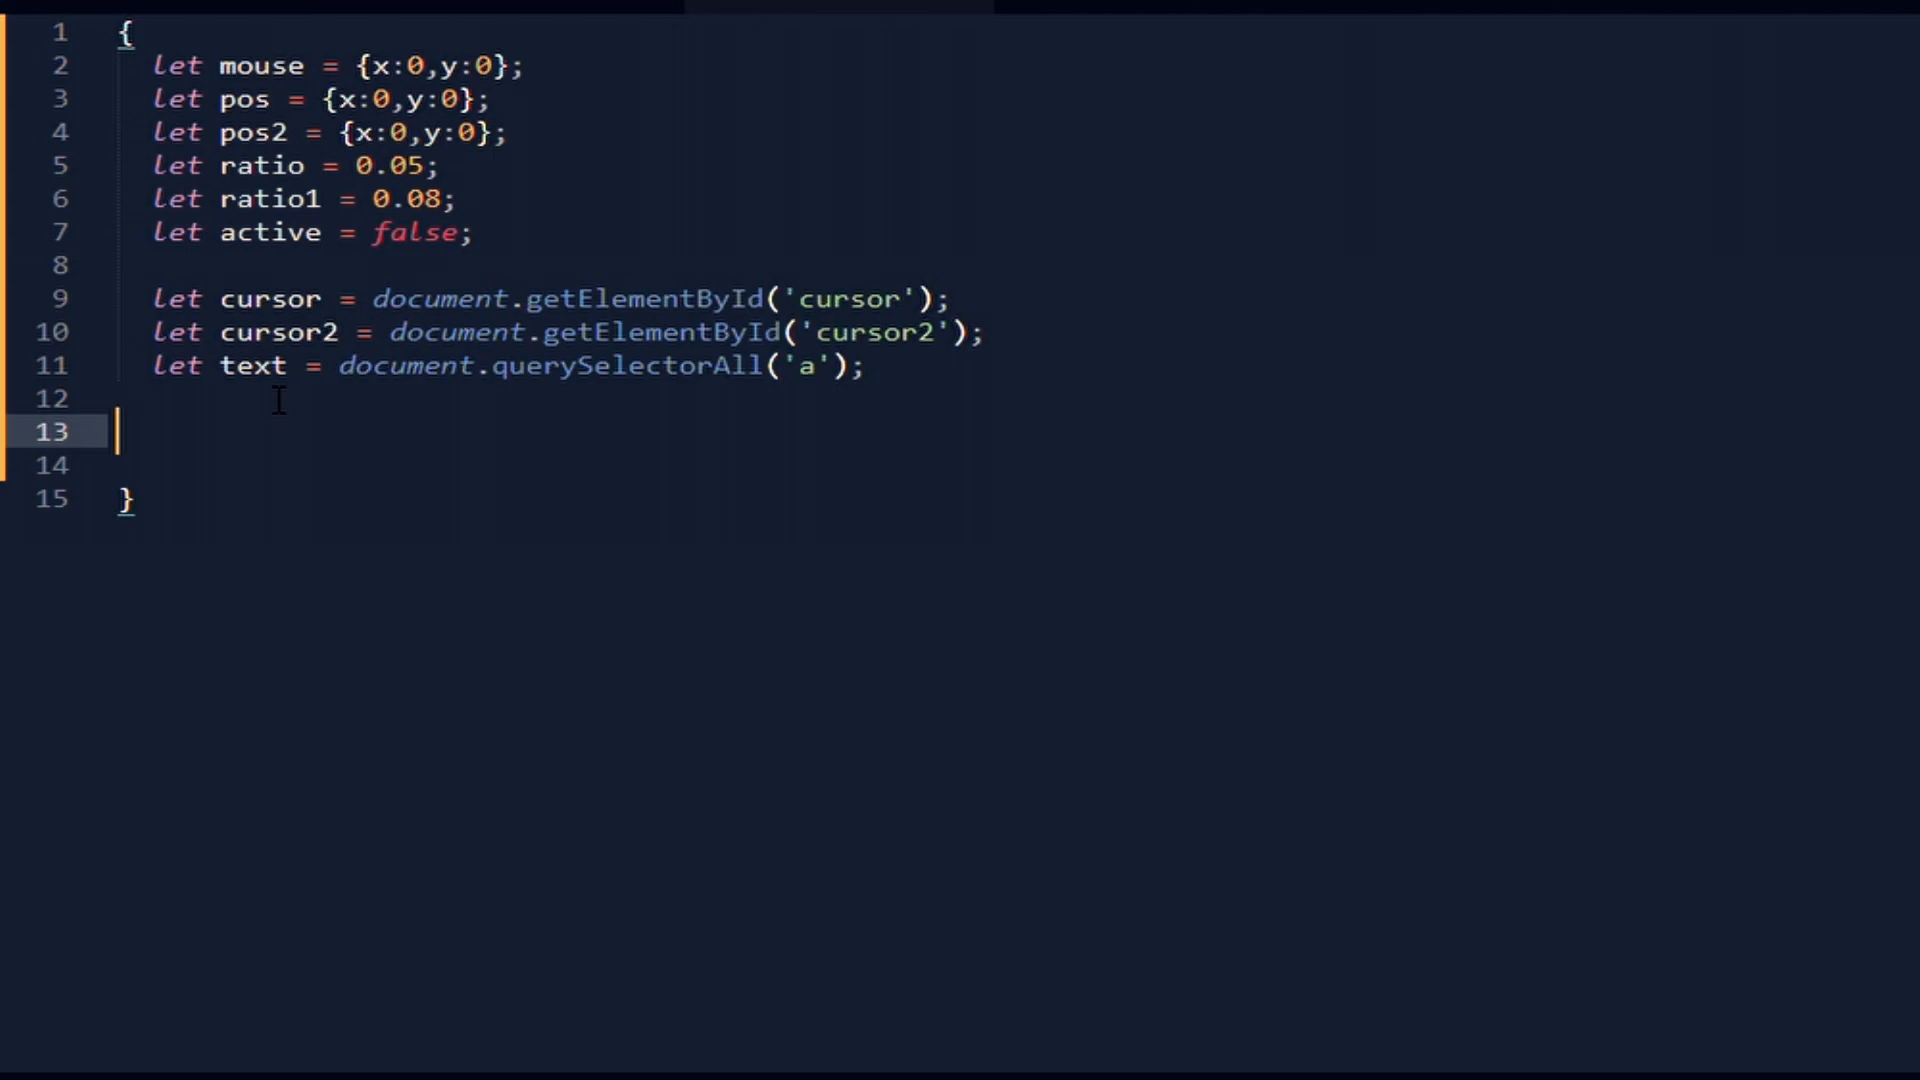 1 {
2 let mouse = {x:0,y:0};
3 let pos = {x:0,y:0};
4 let pos2 = {x:0,y:0};
5 let ratio = 0.05;
6 let ratio1 = 0.08;
7 let active = false;
8
9 let cursor = document.getElementById('cursor');
10 let cursor2 = document.getElementById('cursor2');
11 let text = document.querySelectorAll('a');
12
13
14
15 }